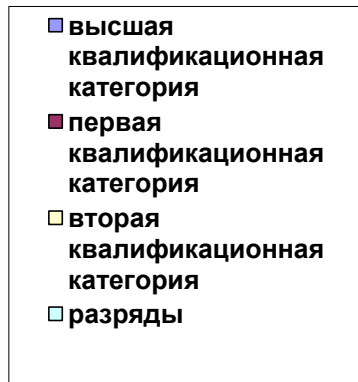 высшая
квалификационная
категория
первая
квалификационная
категория
вторая
квалификационная
категория
разряды